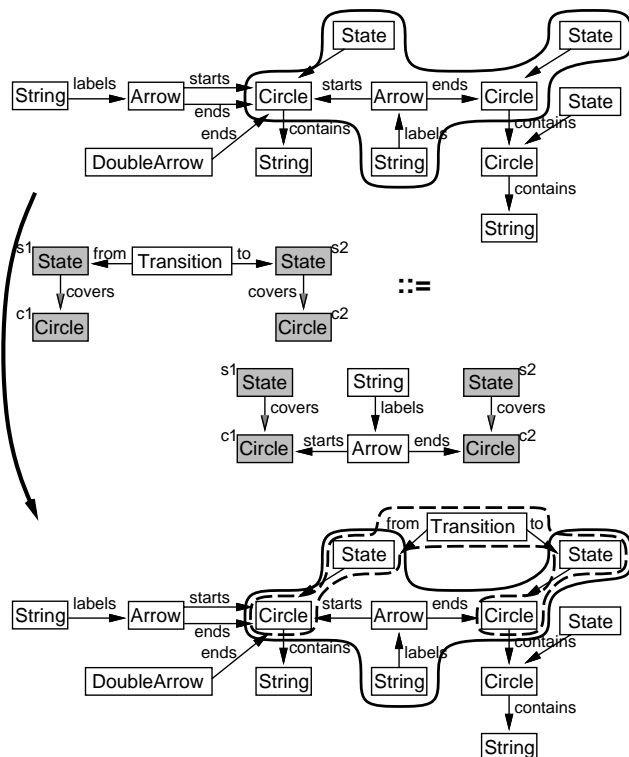 State State
labels starts starts ends
String Arrow Circle Arrow Circle State
ends
ends contains labels contains
DoubleArrow String String Circle
contains
String
s1 s2
State from Transition to State
covers covers
::=
c1 Circle c2 Circle
s1 s2
State String State
covers labels covers
c1 c2
Circle starts Arrow ends Circle
from Transition to
State State
labels starts starts ends
String Arrow Circle Arrow Circle State
ends
ends contains labels contains
DoubleArrow String String Circle
contains
String